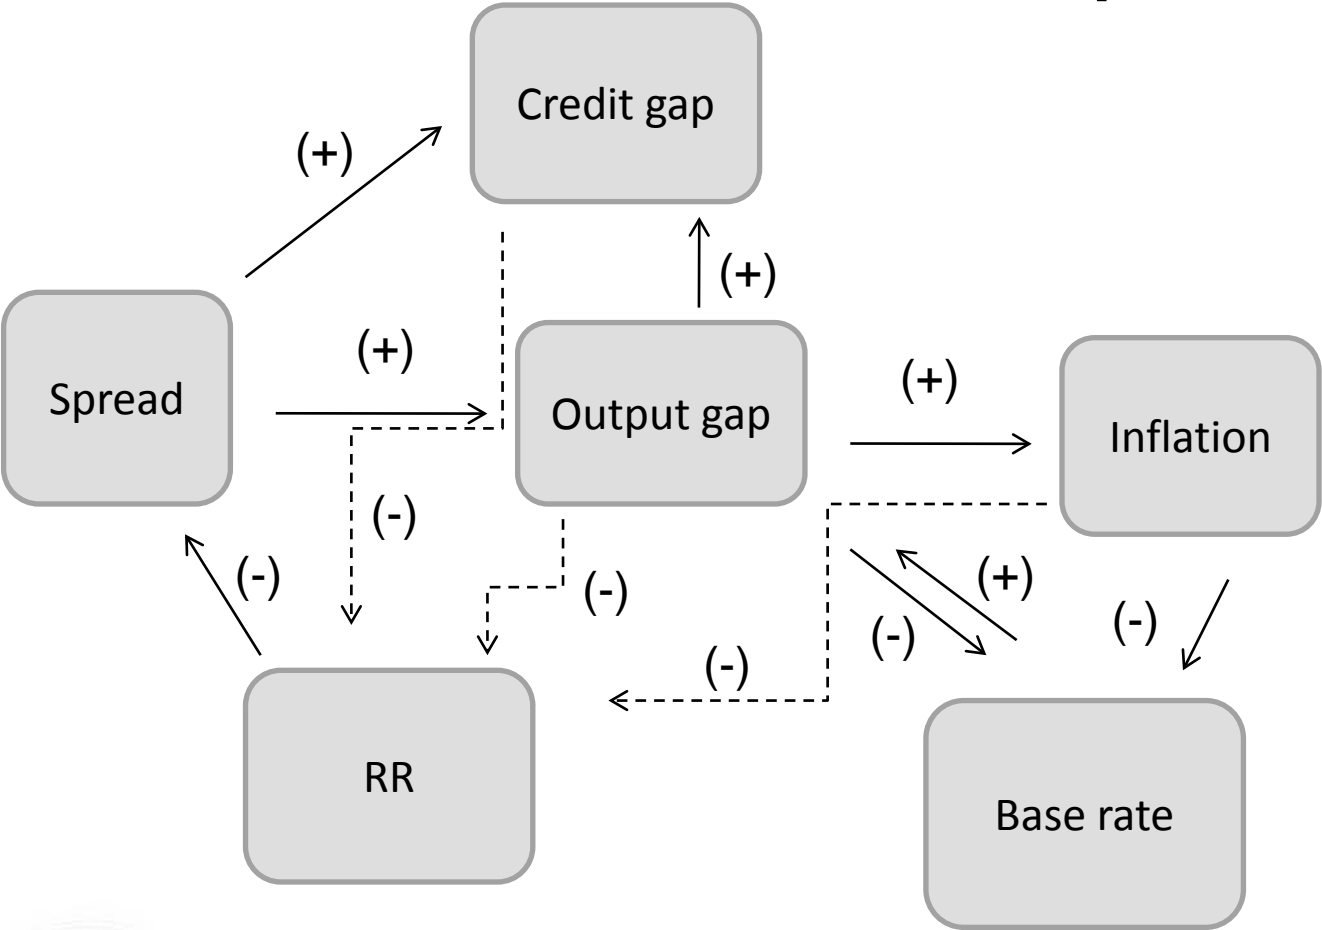 Credit gap
(+)
(+)
(+)
(+)
Spread
Output gap
Inflation
(-)
(-)
(-)
(+)
(-)
(-)
(-)
RR
Base rate